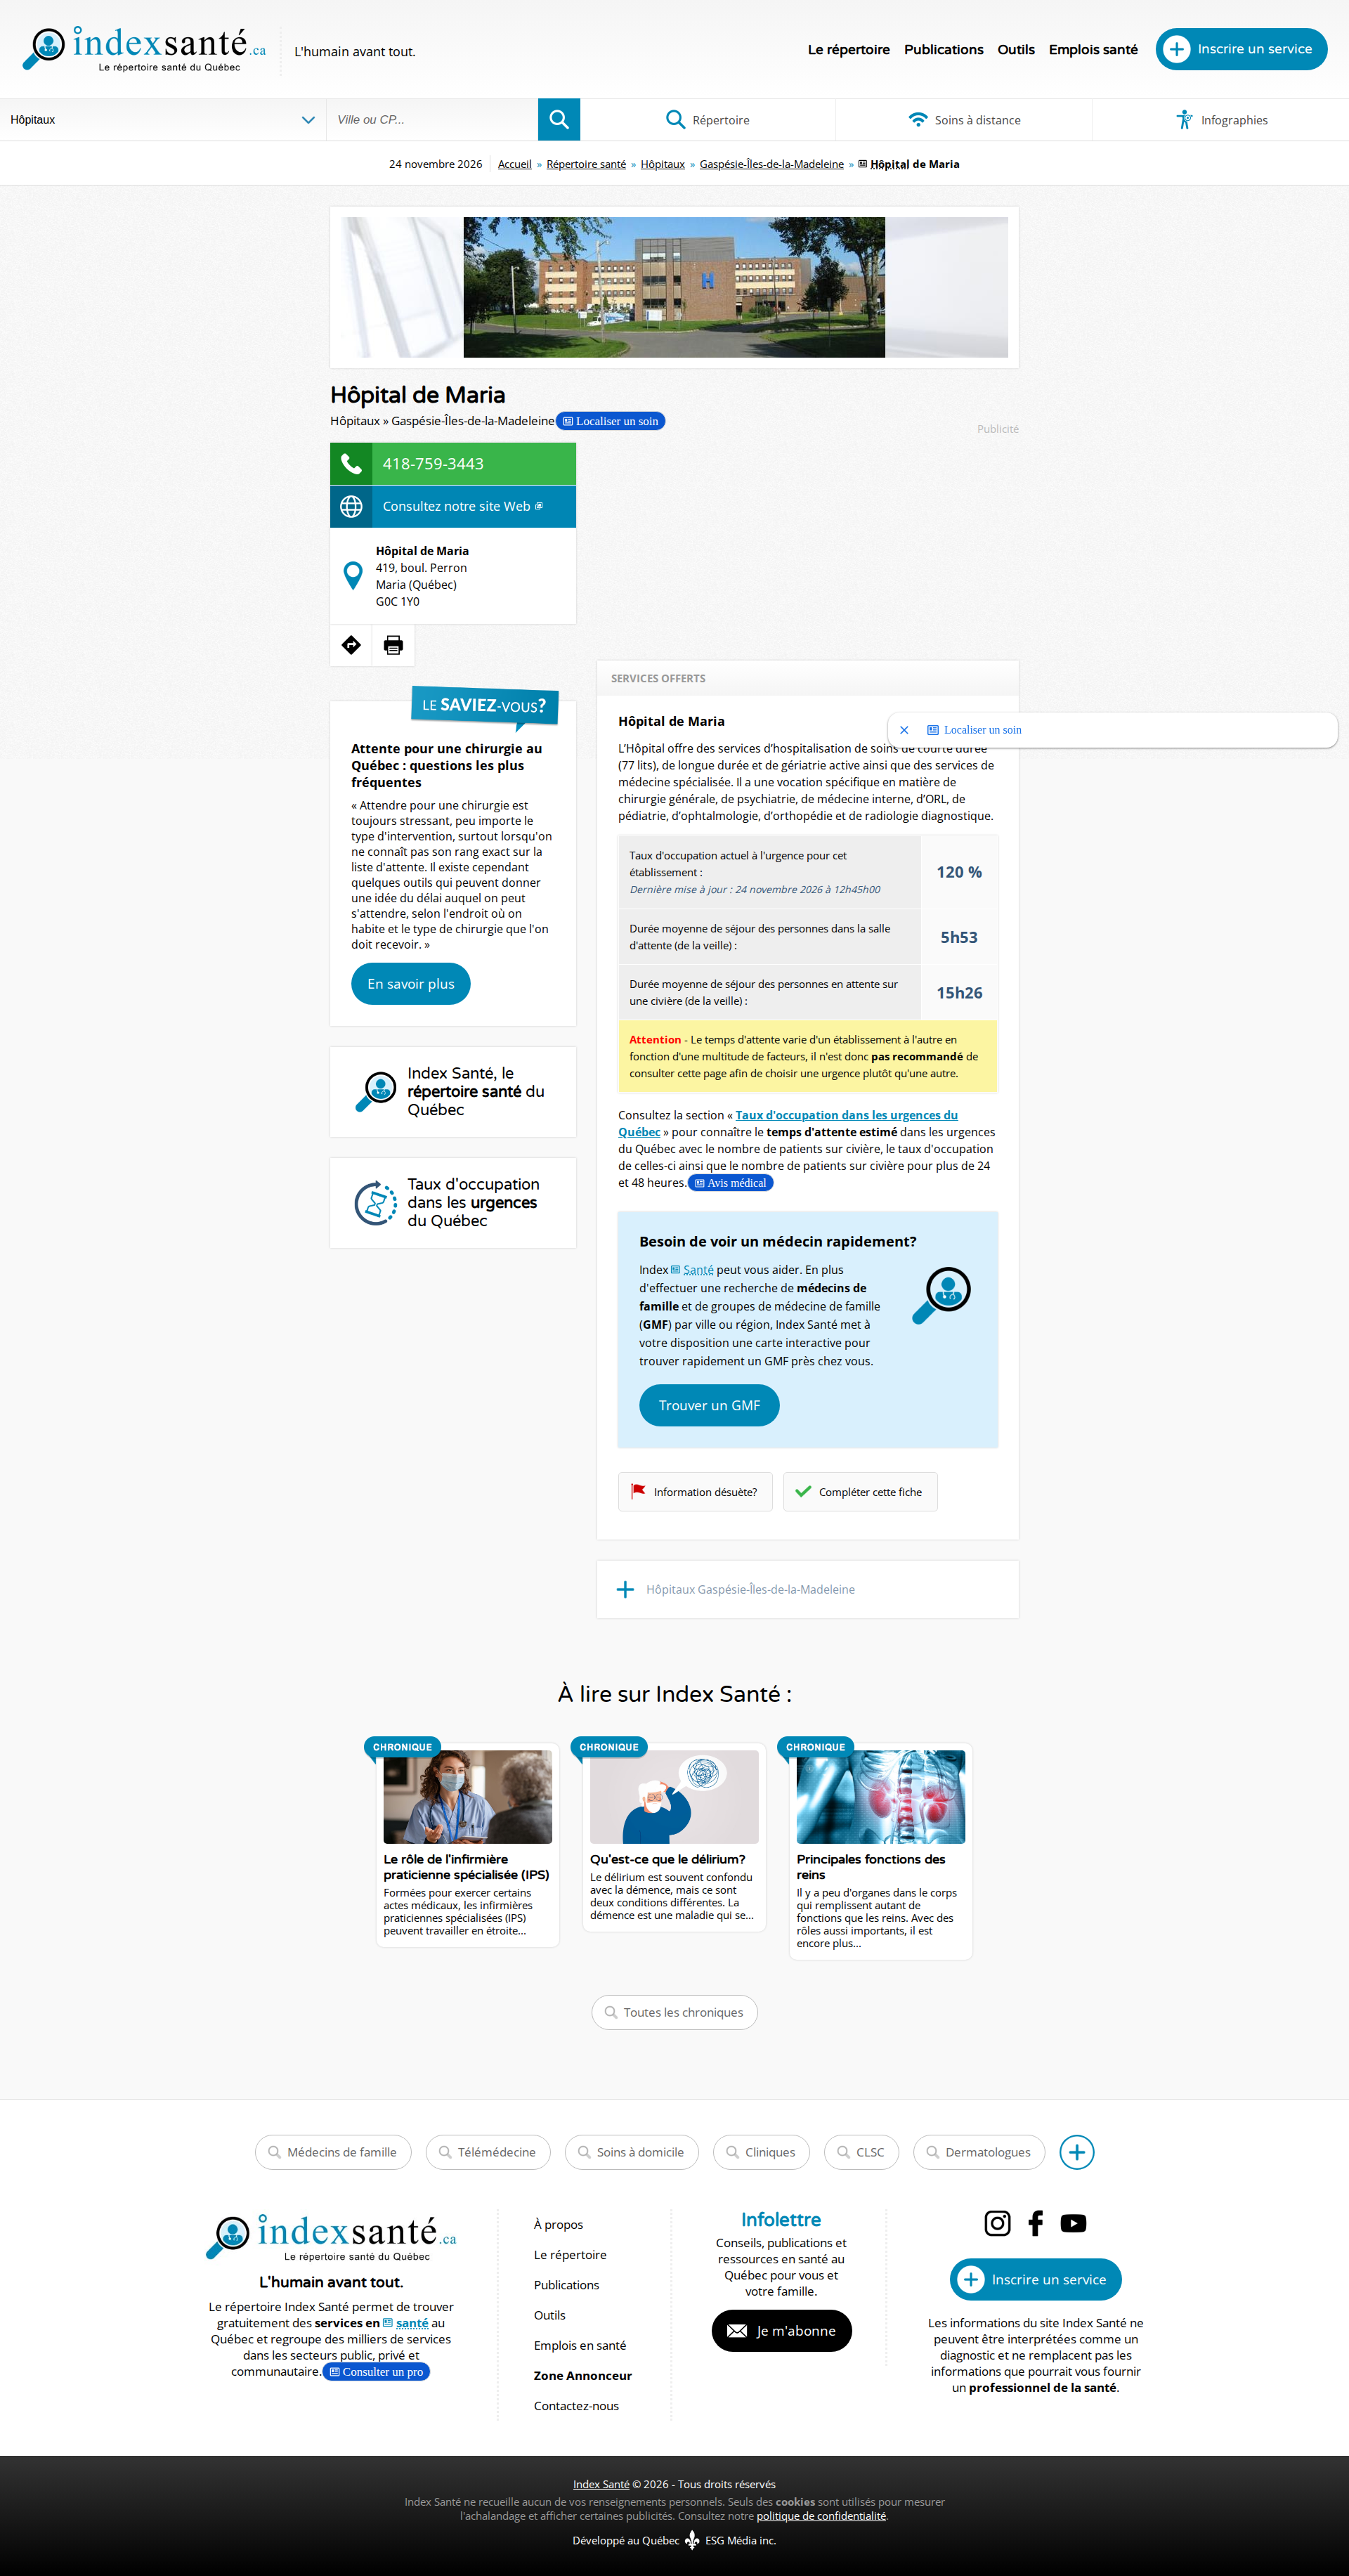 indexsanté.ca
Le répertoire santé du Québec
L'humain avant tout.
Le répertoire Publications Outils Emplois santé Inscrire un service
Hôpitaux Ville ou CP... Répertoire Soins à distance Infographies
24 novembre 2026 Accueil » Répertoire santé » Hôpitaux » Gaspésie-Îles-de-la-Madeleine » Hôpital de Maria
H
Hôpital de Maria
Hôpitaux » Gaspésie-Îles-de-la-Madeleine Localiser un soin
Publicité
418-759-3443
Consultez notre site Web
Hôpital de Maria
419, boul. Perron
Maria (Québec)
G0C 1Y0
LE SAVIEZ-VOUS?
Attente pour une chirurgie au
Québec : questions les plus
fréquentes
« Attendre pour une chirurgie est
toujours stressant, peu importe le
type d'intervention, surtout lorsqu'on
ne connaît pas son rang exact sur la
liste d'attente. Il existe cependant
quelques outils qui peuvent donner
une idée du délai auquel on peut
s'attendre, selon l'endroit où on
habite et le type de chirurgie que l'on
doit recevoir. »
En savoir plus
Index Santé, le
répertoire santé du
Québec
Taux d'occupation
dans les urgences
du Québec
SERVICES OFFERTS
Hôpital de Maria
Localiser un soin
L'Hôpital offre des services d'hospitalisation de soins de courte durée
(77 lits), de longue durée et de gériatrie active ainsi que des services de
médecine spécialisée. Il a une vocation spécifique en matière de
chirurgie générale, de psychiatrie, de médecine interne, d'ORL, de
pédiatrie, d'ophtalmologie, d'orthopédie et de radiologie diagnostique.
Taux d'occupation actuel à l'urgence pour cet
établissement :
Dernière mise à jour : 24 novembre 2026 à 12h45h00
120 %
Durée moyenne de séjour des personnes dans la salle
d'attente (de la veille) :
5h53
Durée moyenne de séjour des personnes en attente sur
une civière (de la veille) :
15h26
Attention - Le temps d'attente varie d'un établissement à l'autre en
fonction d'une multitude de facteurs, il n'est donc pas recommandé de
consulter cette page afin de choisir une urgence plutôt qu'une autre.
Consultez la section « Taux d'occupation dans les urgences du
Québec » pour connaître le temps d'attente estimé dans les urgences
du Québec avec le nombre de patients sur civière, le taux d'occupation
de celles-ci ainsi que le nombre de patients sur civière pour plus de 24
et 48 heures. Avis médical
Besoin de voir un médecin rapidement?
Index Santé peut vous aider. En plus
d'effectuer une recherche de médecins de
famille et de groupes de médecine de famille
(GMF) par ville ou région, Index Santé met à
votre disposition une carte interactive pour
trouver rapidement un GMF près chez vous.
Trouver un GMF
Information désuète? Compléter cette fiche
Hôpitaux Gaspésie-Îles-de-la-Madeleine
À lire sur Index Santé :
CHRONIQUE
Le rôle de l'infirmière
praticienne spécialisée (IPS)
Formées pour exercer certains
actes médicaux, les infirmières
praticiennes spécialisées (IPS)
peuvent travailler en étroite...
CHRONIQUE
Qu'est-ce que le délirium?
Le délirium est souvent confondu
avec la démence, mais ce sont
deux conditions différentes. La
démence est une maladie qui se...
CHRONIQUE
Principales fonctions des
reins
Il y a peu d'organes dans le corps
qui remplissent autant de
fonctions que les reins. Avec des
rôles aussi importants, il est
encore plus...
Toutes les chroniques
Médecins de famille Télémédecine Soins à domicile Cliniques CLSC Dermatologues
indexsanté.ca
Le répertoire santé du Québec
L'humain avant tout.
Le répertoire Index Santé permet de trouver
gratuitement des services en santé au
Québec et regroupe des milliers de services
dans les secteurs public, privé et
communautaire. Consulter un pro
À propos
Le répertoire
Publications
Outils
Emplois en santé
Zone Annonceur
Contactez-nous
Infolettre
Conseils, publications et
ressources en santé au
Québec pour vous et
votre famille.
Je m'abonne
Inscrire un service
Les informations du site Index Santé ne
peuvent être interprétées comme un
diagnostic et ne remplacent pas les
informations que pourrait vous fournir
un professionnel de la santé.
Index Santé © 2026 - Tous droits réservés
Index Santé ne recueille aucun de vos renseignements personnels. Seuls des cookies sont utilisés pour mesurer
l'achalandage et afficher certaines publicités. Consultez notre politique de confidentialité.
Développé au Québec ESG Média inc.